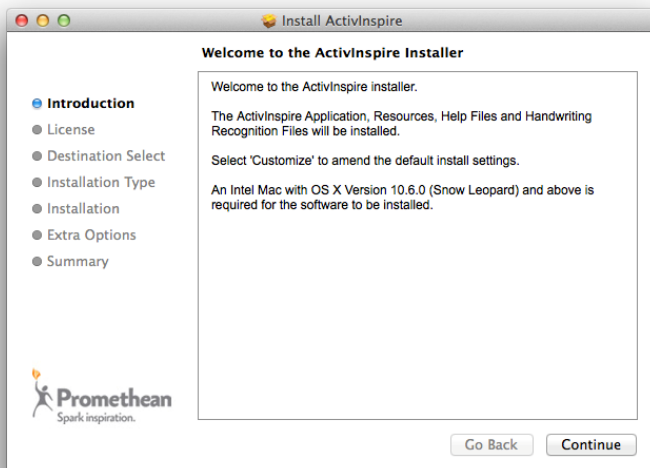 Install ActivInspire
Welcome to the ActivInspire Installer
Introduction
License
Destination Select
Installation Type
Installation
Extra Options
Summary
Welcome to the ActivInspire installer.
The ActivInspire Application, Resources, Help Files and Handwriting
Recognition Files will be installed.
Select 'Customize' to amend the default install settings.
An Intel Mac with OS X Version 10.6.0 (Snow Leopard) and above is
required for the software to be installed.
Promethean
Spark inspiration.
Go Back
Continue